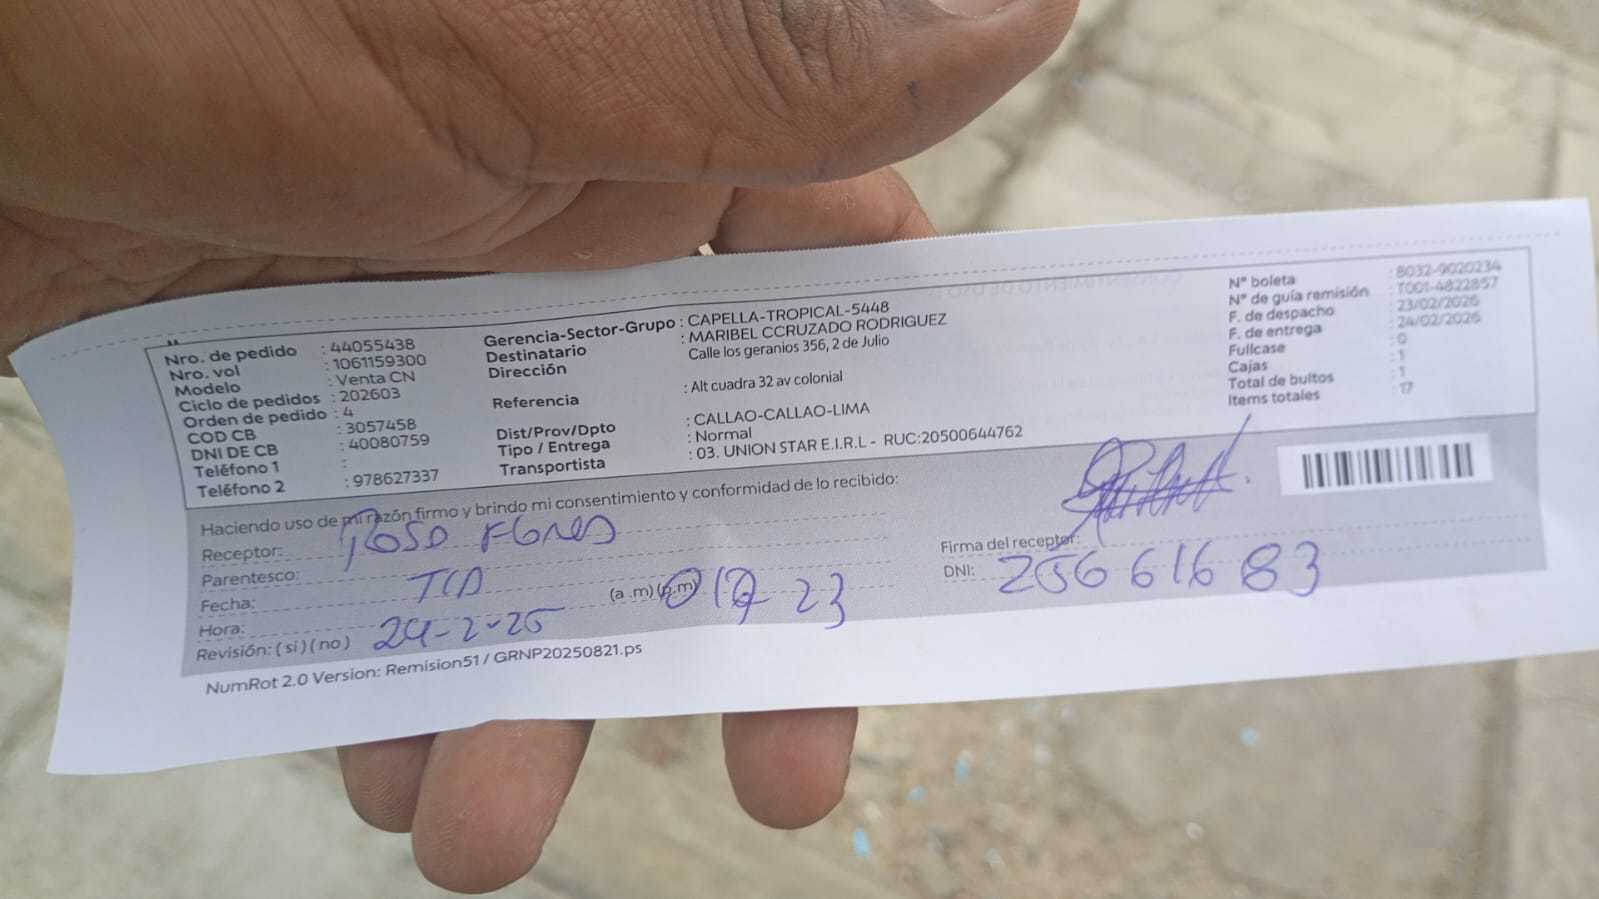 Nro. de pedido : 44055438
Nro. vol : 1061159300
Modelo : Venta CN
Ciclo de pedidos : 202603
Orden de pedido : 4
COD CB : 3057458
DNI DE CB : 40080759
Teléfono 1 :
Teléfono 2 : 978627337
Gerencia-Sector-Grupo : CAPELLA-TROPICAL-5448
Destinatario : MARIBEL CCRUZADO RODRIGUEZ
Dirección Calle los geranios 356, 2 de Julio
Referencia : Alt cuadra 32 av colonial
Dist/Prov/Dpto : CALLAO-CALLAO-LIMA
Tipo / Entrega : Normal
Transportista : 03. UNION STAR E.I.R.L - RUC:20500644762
N° boleta : 8032-9020234
N° de guía remisión : T001-4822857
F. de despacho : 23/02/2026
F. de entrega : 24/02/2026
Fullcase : 0
Cajas : 1
Total de bultos : 1
Items totales : 17
Haciendo uso de mi razón firmo y brindo mi consentimiento y conformidad de lo recibido:
Receptor: Flores
Parentesco: TIA
Fecha: (a .m) (p.m)
Hora: 24-2-25
Revisión: ( si ) ( no )
Firma del receptor:
DNI: 25661683
NumRot 2.0 Version: Remision51 / GRNP20250821.ps